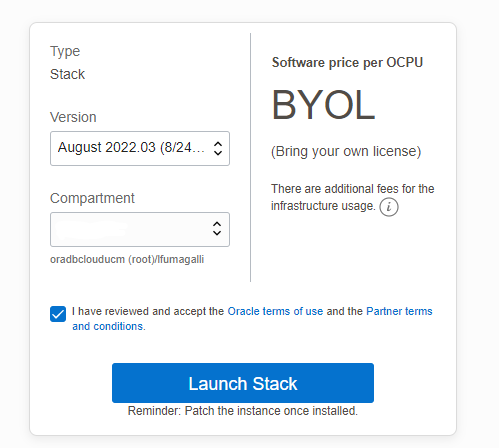 Type
Stack
Version
August 2022.03 (8/24...
Compartment
oradbclouducm (root)/lfumagalli
Software price per OCPU
BYOL
(Bring your own license)
There are additional fees for the
infrastructure usage. i
I have reviewed and accept the Oracle terms of use and the Partner terms
and conditions.
Launch Stack
Reminder: Patch the instance once installed.